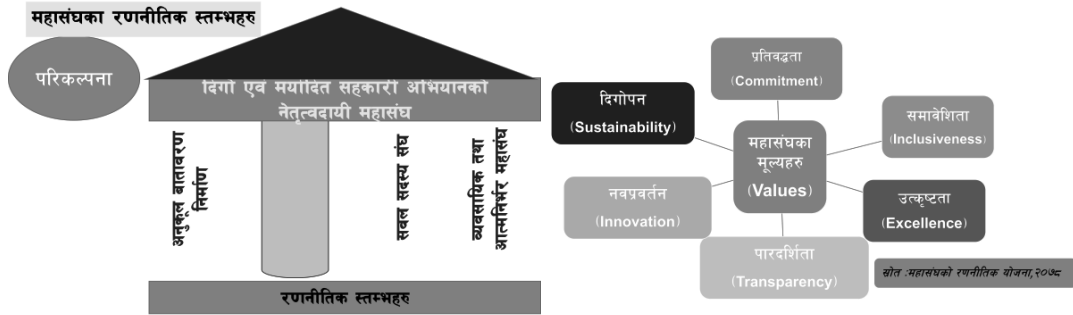 महासंघका रणनीतिक स्तम्भहरु
परिकल्पना
दिगो एवं मर्यादित सहकारी अभियानको
नेतृत्वदायी महासंघ
अनुकूल वातावरण
निर्माण
सवल सदस्य संघ
व्यवसायिक तथा
आत्मनिर्भर महासंघ
रणनीतिक स्तम्भहरु
प्रतिवद्धता
(Commitment)
दिगोपन
(Sustainability)
समावेशिता
(Inclusiveness)
महासंघका
मूल्यहरु
(Values)
नवप्रवर्तन
(Innovation)
उत्कृष्टता
(Excellence)
पारदर्शिता
(Transparency)
स्रोत :महासंघको रणनीतिक योजना,२०७८